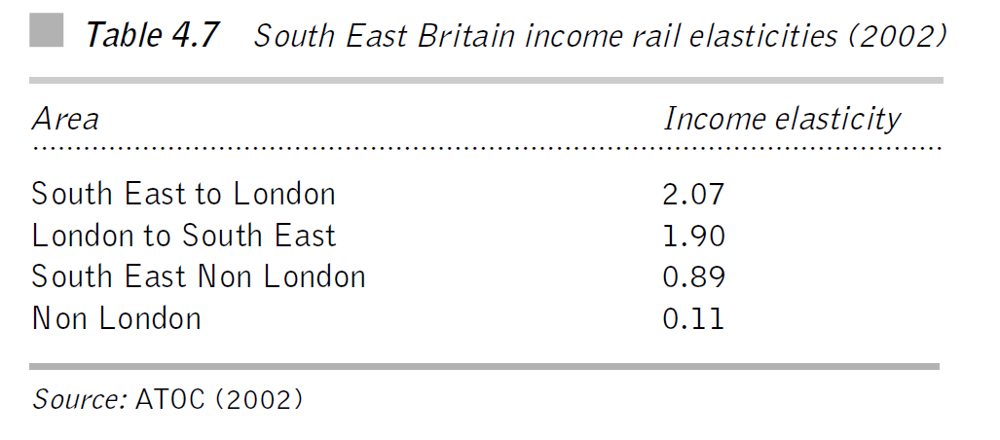 Table 4.7 South East Britain income rail elasticities (2002)
Area Income elasticity
South East to London 2.07
London to South East 1.90
South East Non London 0.89
Non London 0.11
Source: ATOC (2002)